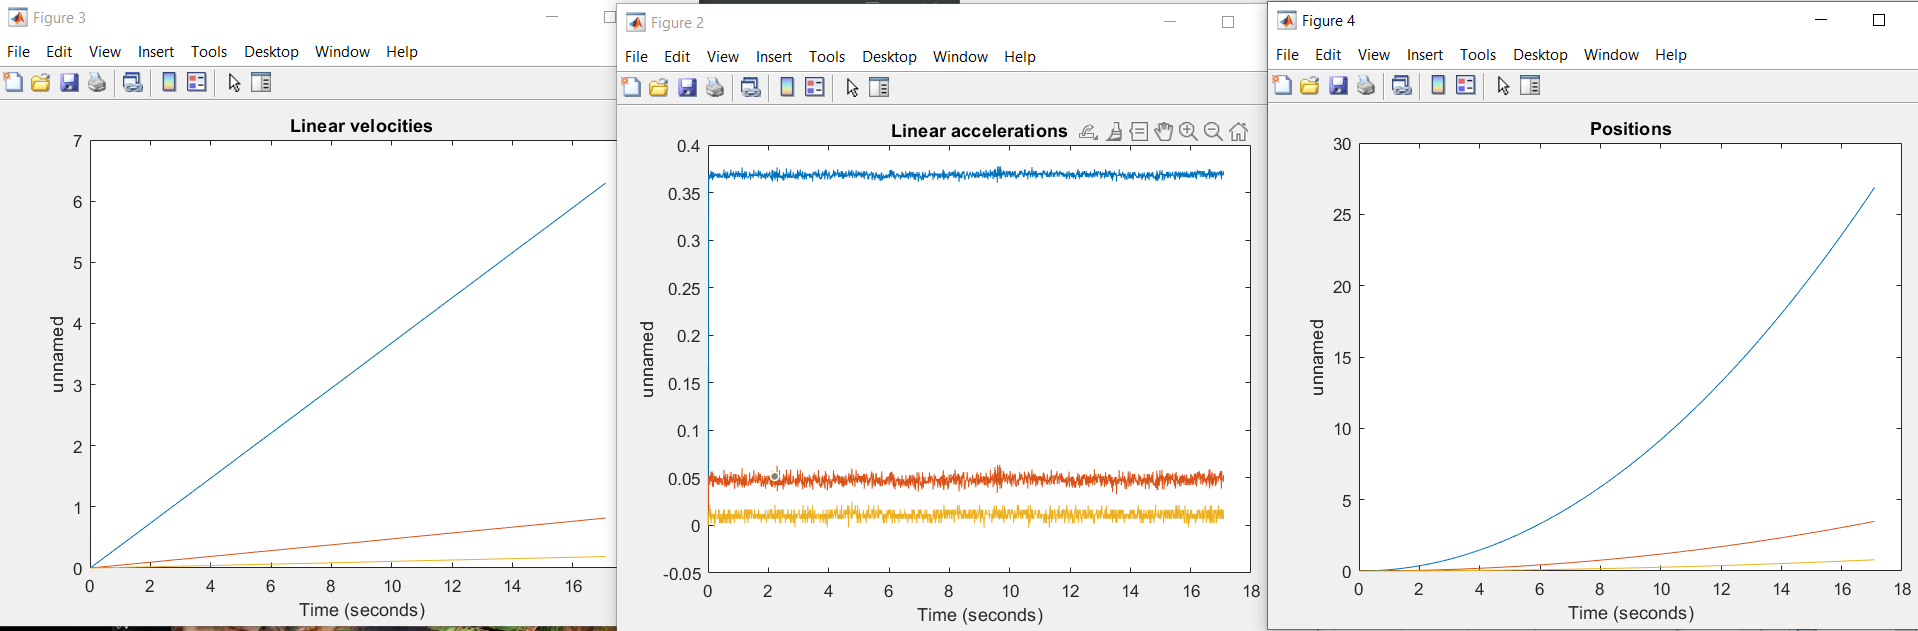 Figure 3
File Edit View Insert Tools Desktop Window Help
Linear velocities
7
6
5
4
3
2
1
0
unnamed
0 2 4 6 8 10 12 14 16
Time (seconds)
Figure 2
File Edit View Insert Tools Desktop Window Help
Linear accelerations
0.4
0.35
0.3
0.25
0.2
0.15
0.1
0.05
0
-0.05
unnamed
0 2 4 6 8 10 12 14 16 18
Time (seconds)
Figure 4
File Edit View Insert Tools Desktop Window Help
Positions
30
25
20
15
10
5
0
unnamed
0 2 4 6 8 10 12 14 16 18
Time (seconds)